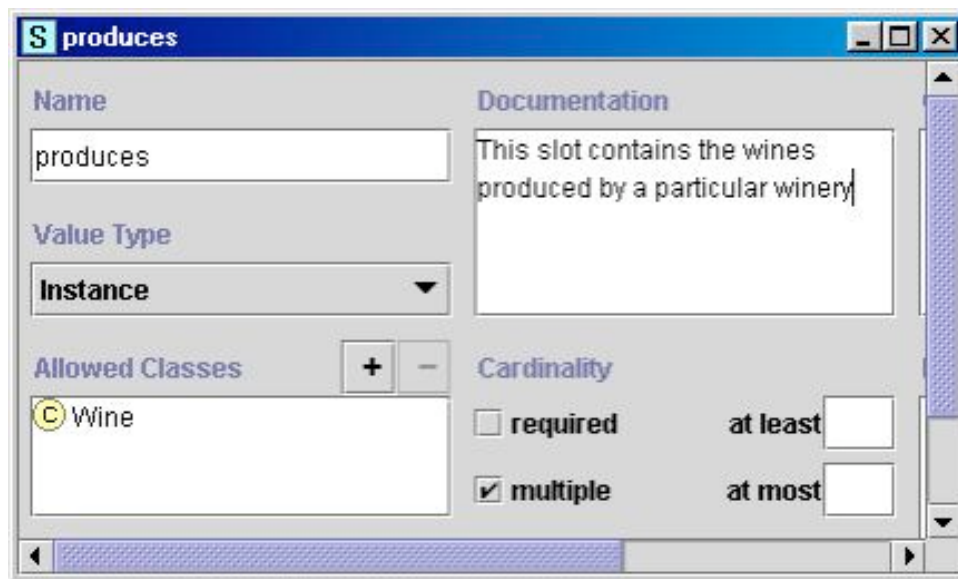 S produces
Name
produces
Value Type
Instance
Allowed Classes + −
C Wine
Documentation
This slot contains the wines
produced by a particular winery
Cardinality
required at least
multiple at most